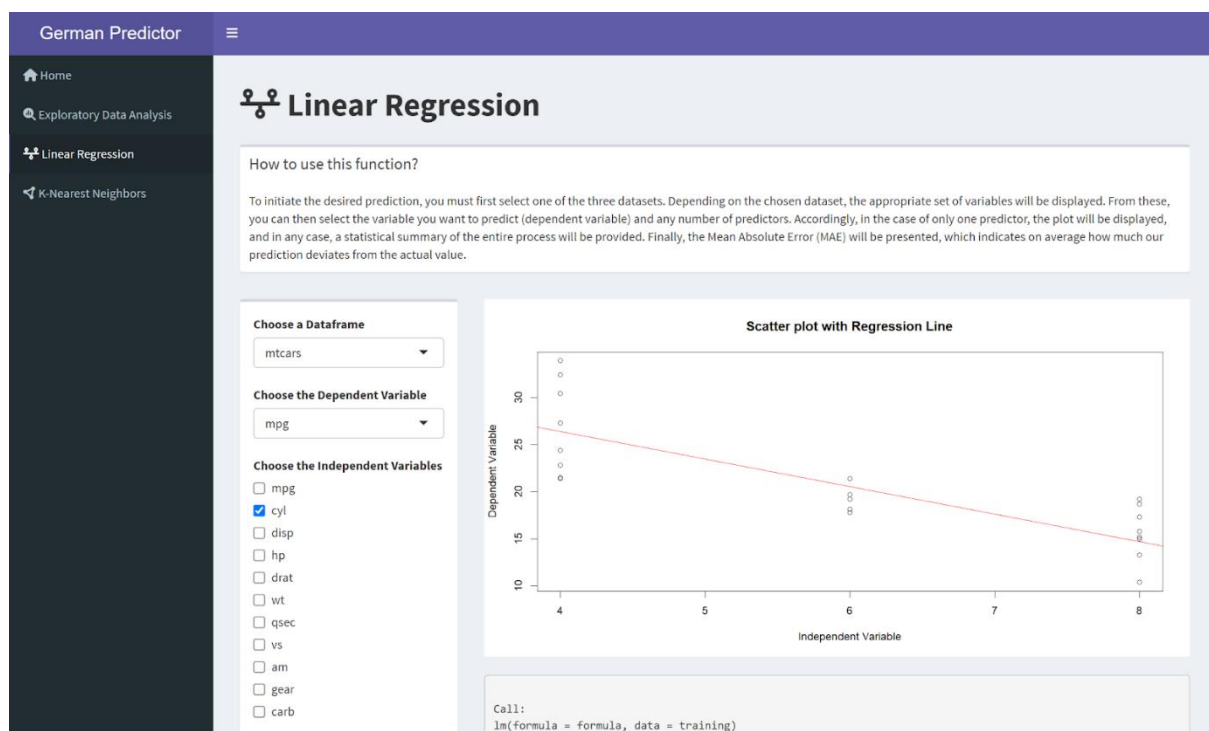 German Predictor
Home
Exploratory Data Analysis
Linear Regression
K-Nearest Neighbors
Linear Regression
How to use this function?
To initiate the desired prediction, you must first select one of the three datasets. Depending on the chosen dataset, the appropriate set of variables will be displayed. From these,
you can then select the variable you want to predict (dependent variable) and any number of predictors. Accordingly, in the case of only one predictor, the plot will be displayed,
and in any case, a statistical summary of the entire process will be provided. Finally, the Mean Absolute Error (MAE) will be presented, which indicates on average how much our
prediction deviates from the actual value.
Choose a Dataframe
mtcars
Choose the Dependent Variable
mpg
Choose the Independent Variables
mpg
cyl
disp
hp
drat
wt
qsec
vs
am
gear
carb
Scatter plot with Regression Line
Dependent Variable
30
25
20
15
10
4 5 6 7 8
Independent Variable
Call:
lm(formula = formula, data = training)